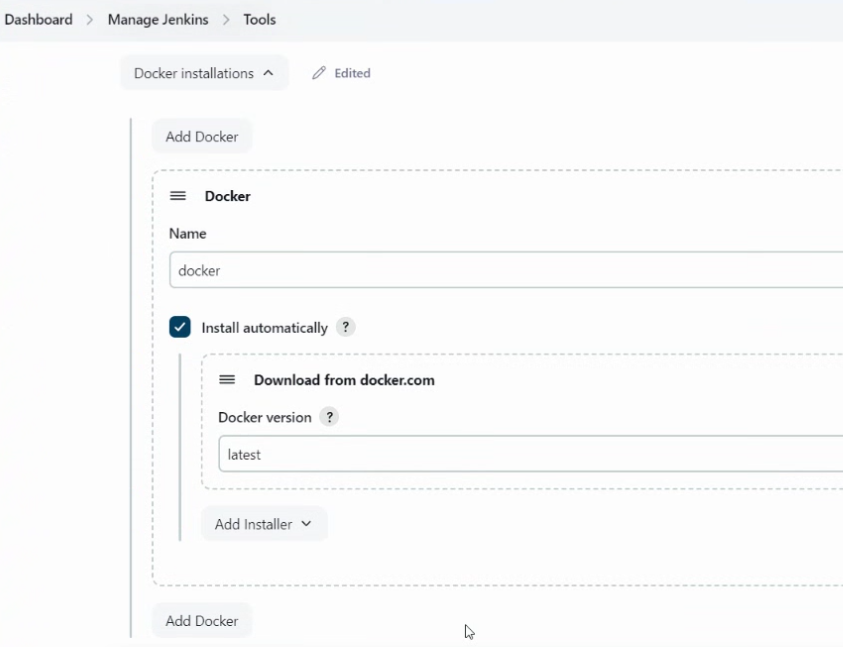 Dashboard > Manage Jenkins > Tools
Docker installations
Edited
Add Docker
Docker
Name
docker
Install automatically ?
Download from docker.com
Docker version ?
latest
Add Installer
Add Docker